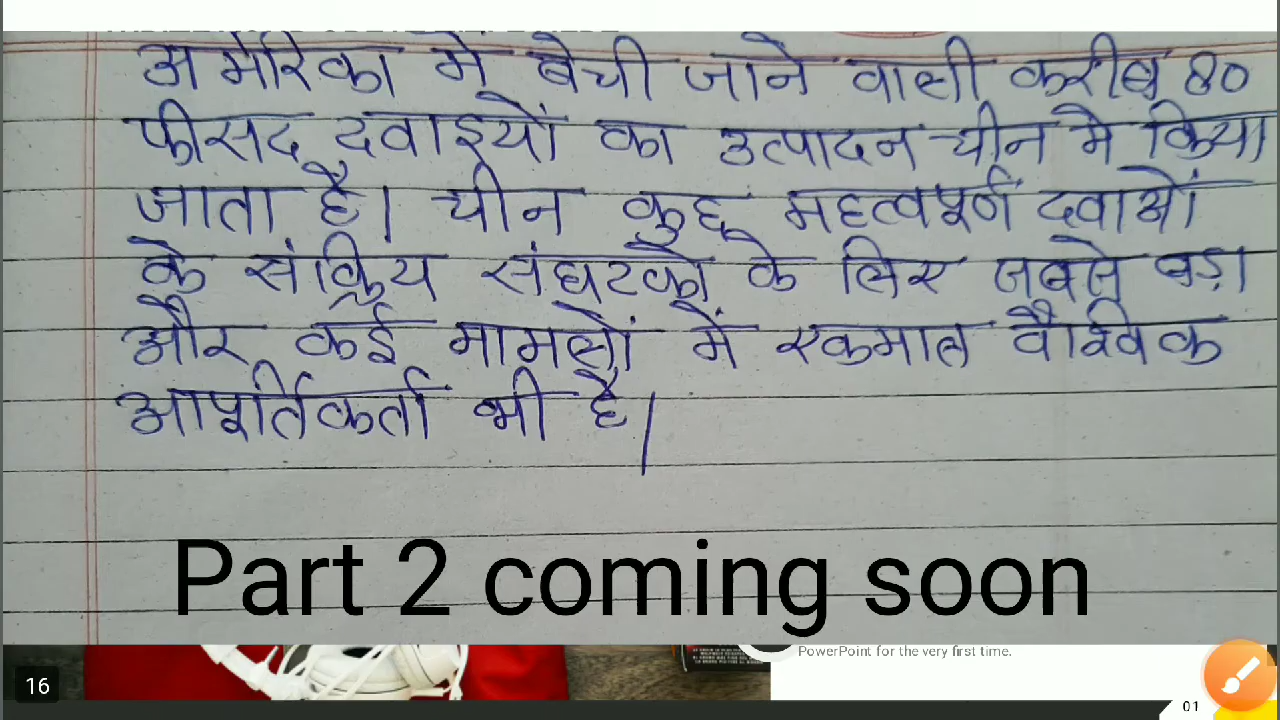 अमेरिका में बेची जाने वाली करीब 80
फीसद दवाइयों का उत्पादन चीन मे किया
जाता है। चीन कुछ महत्वपूर्ण दवाओं
के सक्रिय संघटकों के लिए सबसे बड़ा
और कई मामलों में एकमात्र वैश्विक
आपूर्तिकर्ता भी है।
Part 2 coming soon
PowerPoint for the very first time.
16
01